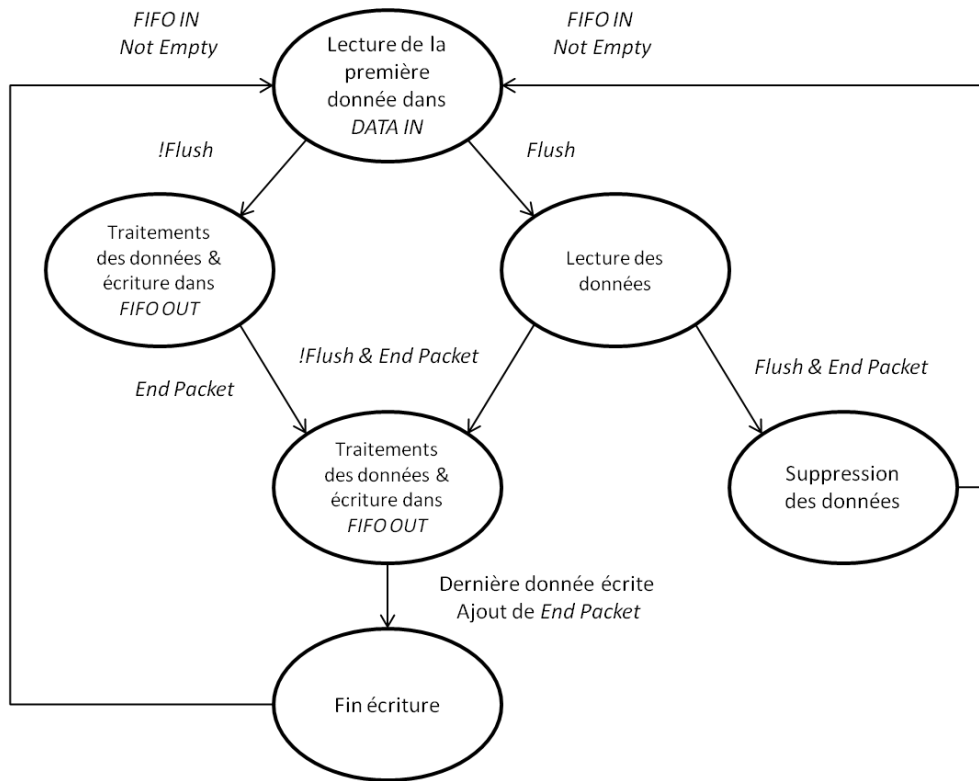 FIFO IN
Not Empty
Lecture de la
première
donnée dans
DATA IN
FIFO IN
Not Empty
!Flush
Flush
Traitements
des données &
écriture dans
FIFO OUT
Lecture des
données
End Packet
!Flush & End Packet
Flush & End Packet
Traitements
des données &
écriture dans
FIFO OUT
Suppression
des données
Dernière donnée écrite
Ajout de End Packet
Fin écriture